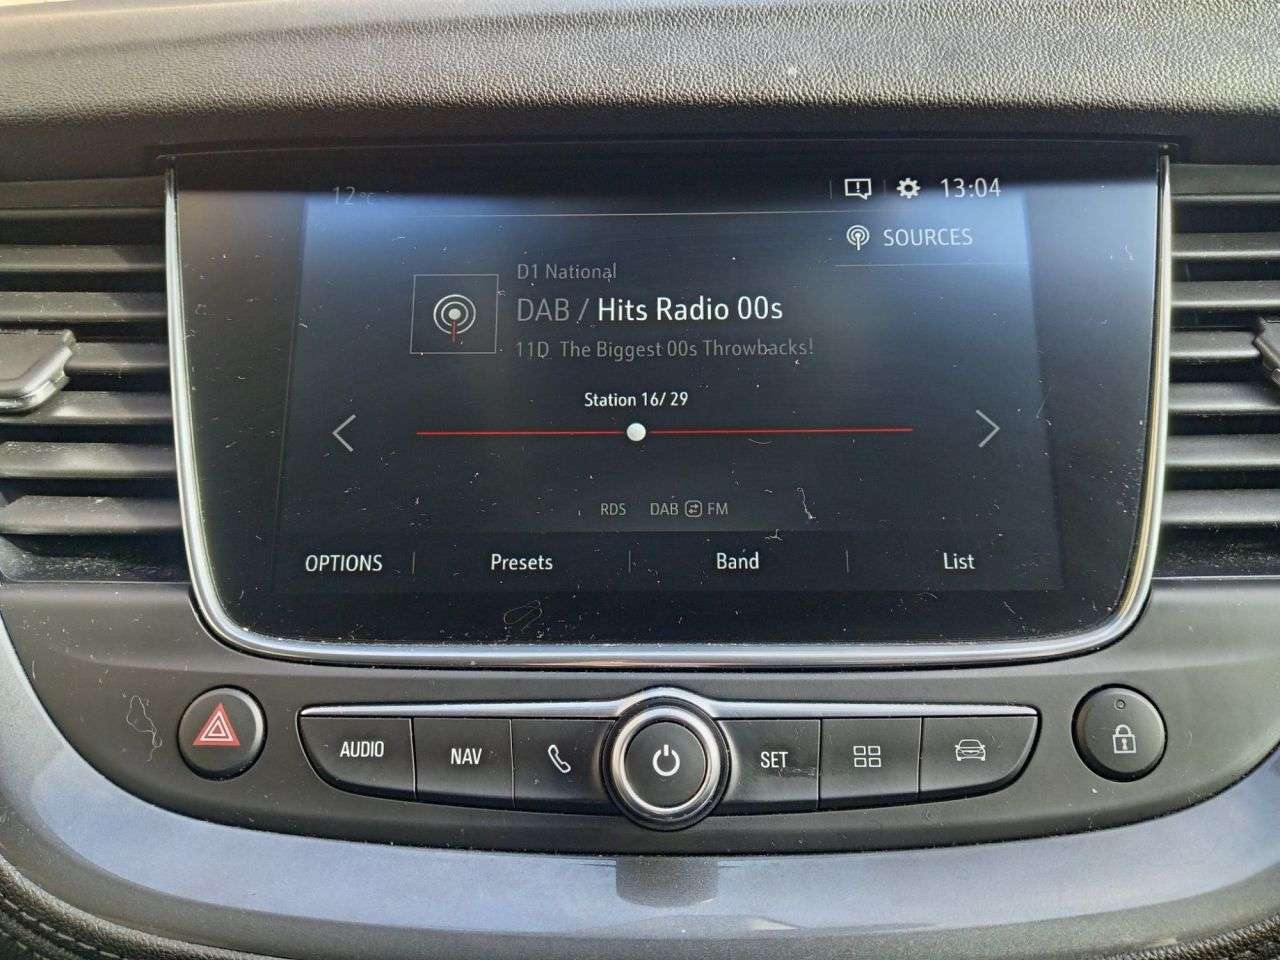 12°C
13:04
SOURCES
D1 National
DAB / Hits Radio 00s
11D The Biggest 00s Throwbacks!
Station 16/ 29
RDS DAB FM
OPTIONS Presets Band List
AUDIO NAV SET